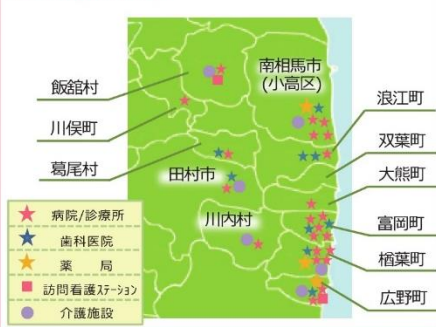 飯舘村
川俣町
葛尾村
南相馬市
(小高区)
田村市
川内村
浪江町
双葉町
大熊町
富岡町
楢葉町
広野町
病院/診療所
歯科医院
薬 局
訪問看護ステーション
介護施設